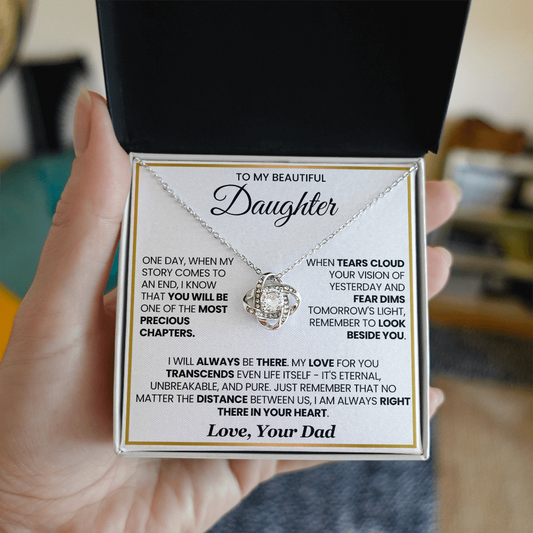 TO MY BEAUTIFUL
Daughter
ONE DAY, WHEN MY
STORY COMES TO
AN END, I KNOW
THAT YOU WILL BE
ONE OF THE MOST
PRECIOUS
CHAPTERS.
WHEN TEARS CLOUD
YOUR VISION OF
YESTERDAY AND
FEAR DIMS
TOMORROW'S LIGHT,
REMEMBER TO LOOK
BESIDE YOU.
I WILL ALWAYS BE THERE. MY LOVE FOR YOU
TRANSCENDS EVEN LIFE ITSELF - IT'S ETERNAL,
UNBREAKABLE, AND PURE. JUST REMEMBER THAT NO
MATTER THE DISTANCE BETWEEN US, I AM ALWAYS RIGHT
THERE IN YOUR HEART.
Love, Your Dad